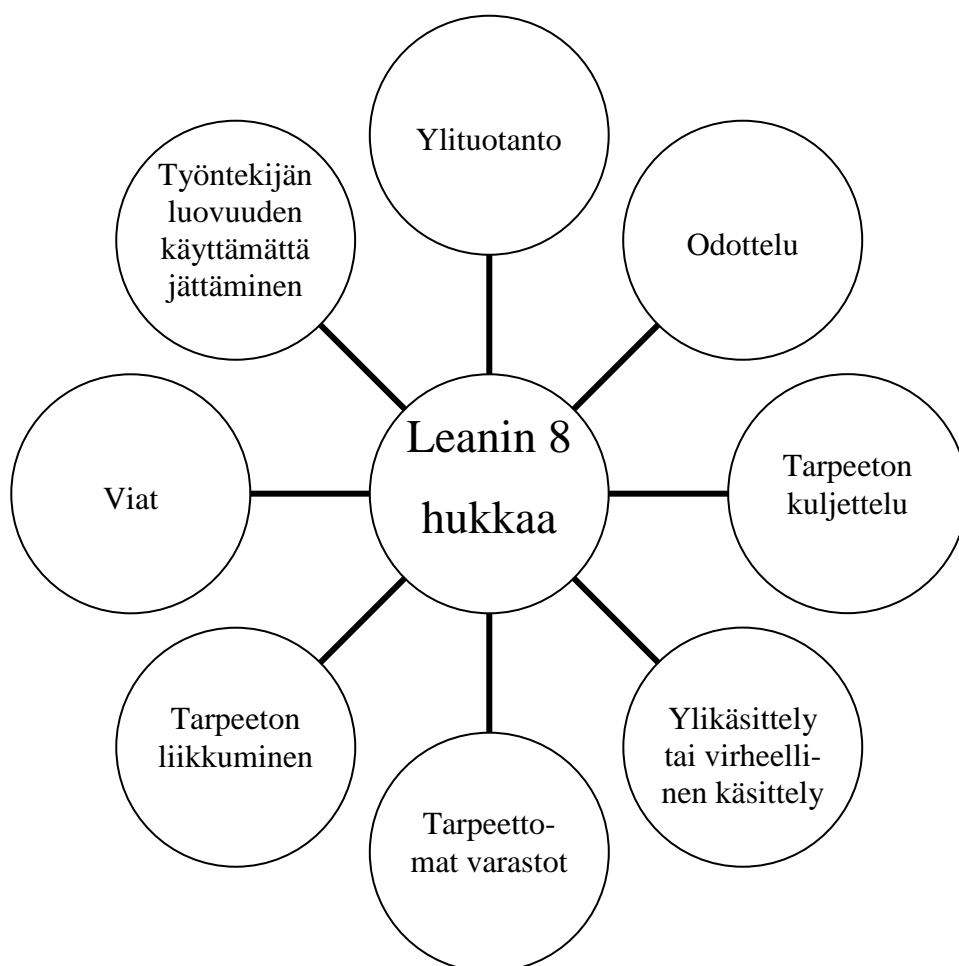 Ylituotanto
Odottelu
Tarpeeton
kuljettelu
Ylikäsittely
tai virheelli-
nen käsittely
Tarpeetto-
mat varastot
Tarpeeton
liikkuminen
Viat
Työntekijän
luovuuden
käyttämättä
jättäminen
Leanin 8
hukkaa